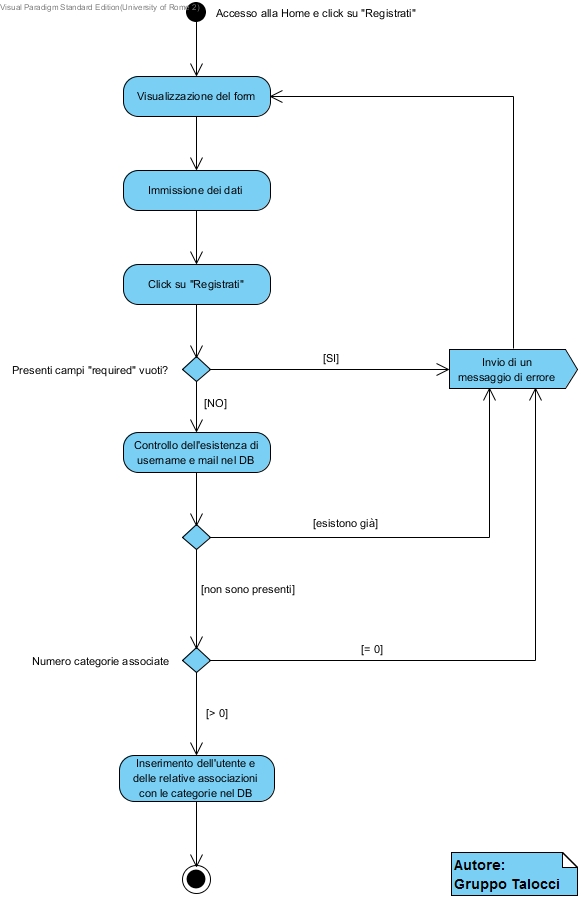 Visual Paradigm Standard Edition(University of Rome 2)
Accesso alla Home e click su "Registrati"
Visualizzazione del form
Immissione dei dati
Click su "Registrati"
[SI]
Invio di un
messaggio di errore
Presenti campi "required" vuoti?
[NO]
Controllo dell'esistenza di
username e mail nel DB
[esistono già]
[non sono presenti]
[= 0]
Numero categorie associate
[> 0]
Inserimento dell'utente e
delle relative associazioni
con le categorie nel DB
Autore:
Gruppo Talocci